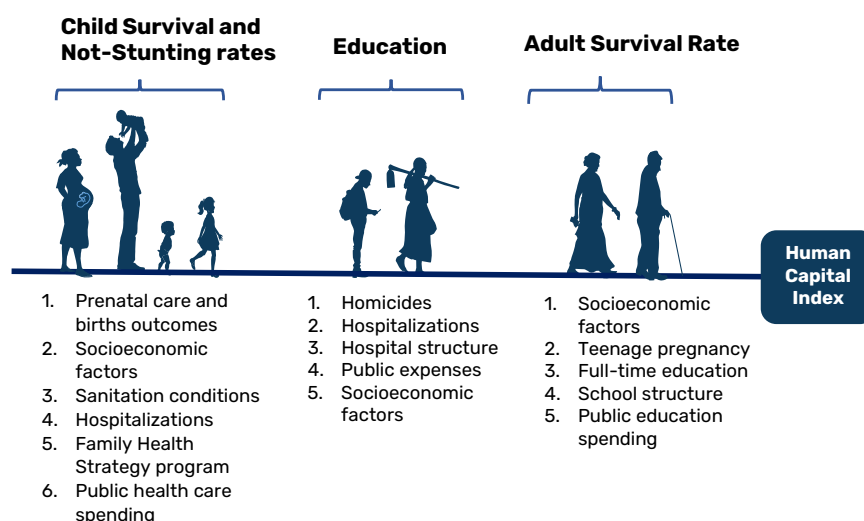 Child Survival and
Not-Stunting rates
Education
Adult Survival Rate
Human
Capital
Index
1. Prenatal care and
births outcomes
2. Socioeconomic
factors
3. Sanitation conditions
4. Hospitalizations
5. Family Health
Strategy program
6. Public health care
spending
1. Homicides
2. Hospitalizations
3. Hospital structure
4. Public expenses
5. Socioeconomic
factors
1. Socioeconomic
factors
2. Teenage pregnancy
3. Full-time education
4. School structure
5. Public education
spending